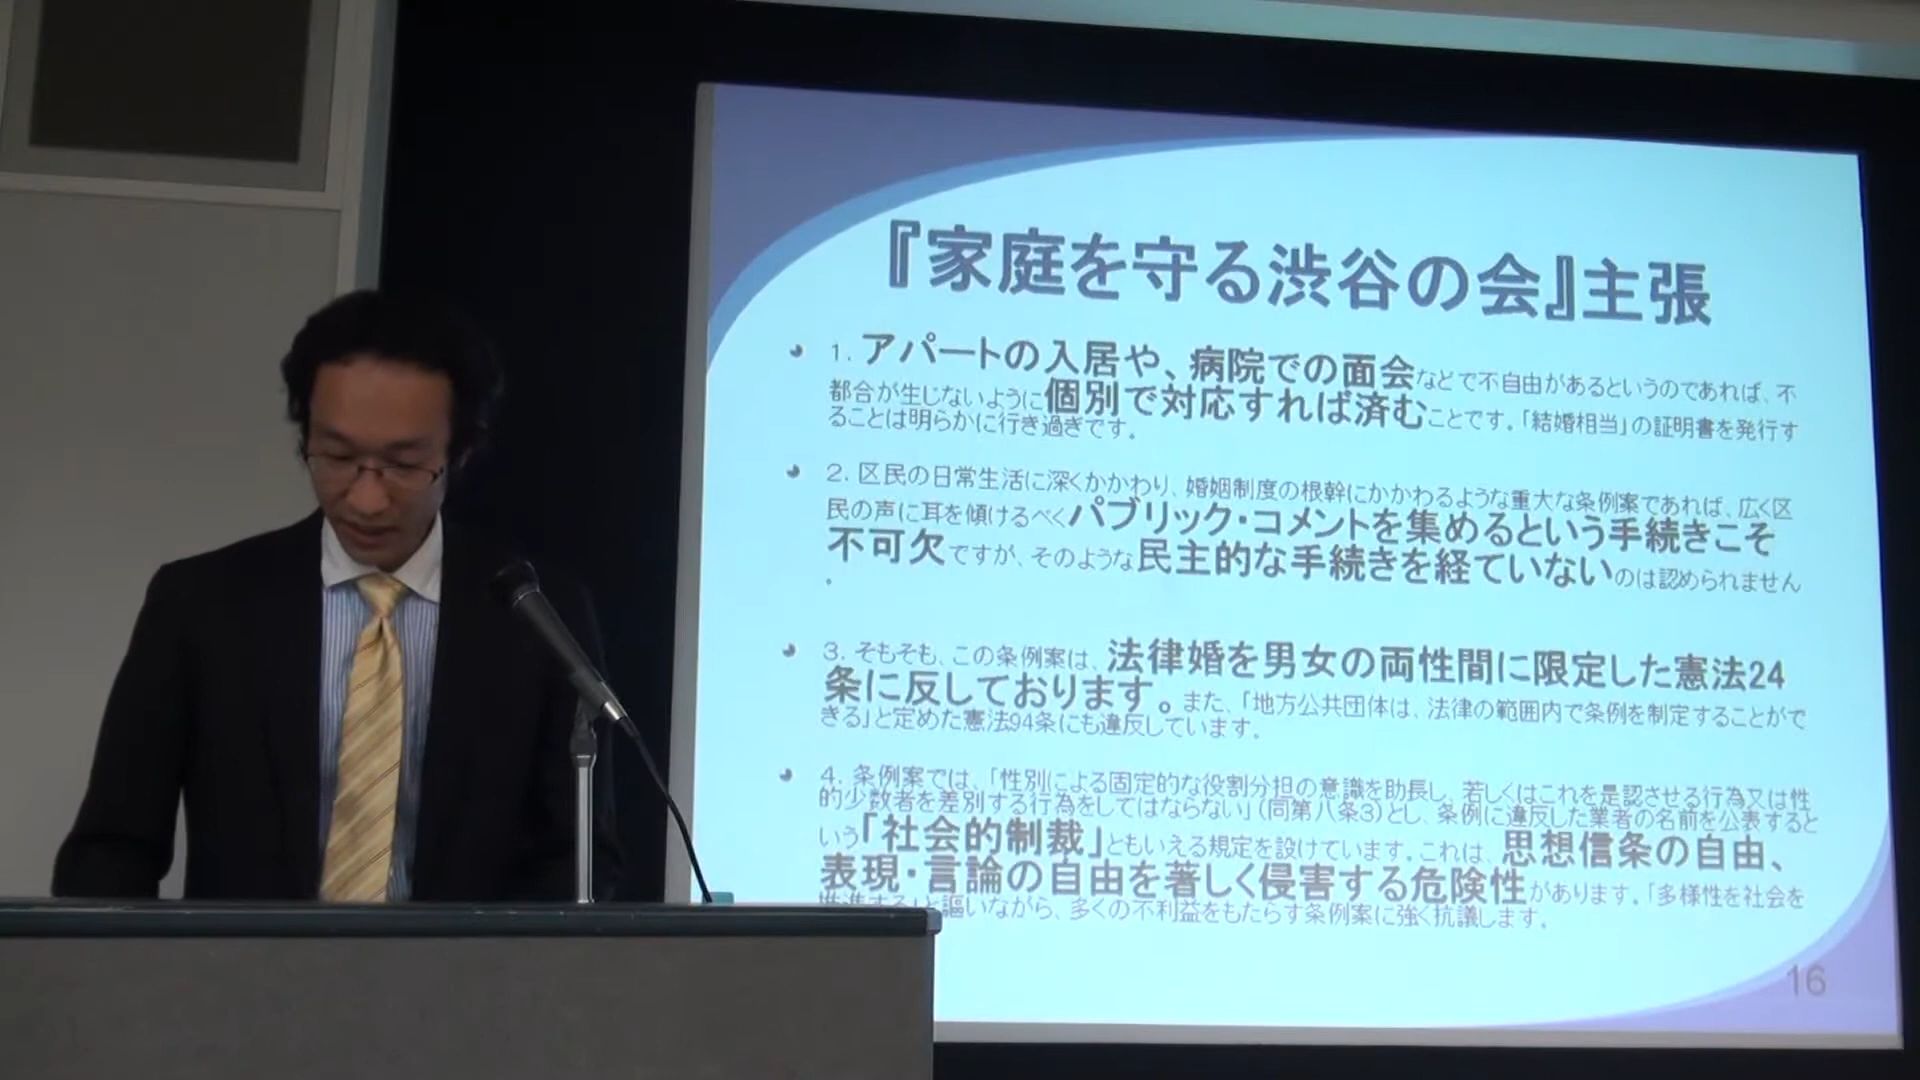 『家庭を守る渋谷の会』主張
1. アパートの入居や、病院での面会などで不自由があるというのであれば、不
都合が生じないように個別で対応すれば済むことです。「結婚相当」の証明書を発行す
ることは明らかに行き過ぎです。
2. 区民の日常生活に深くかかわり、婚姻制度の根幹にかかわるような重大な条例案であれば、広く区
民の声に耳を傾けるべくパブリック・コメントを集めるという手続きこそ
不可欠ですが、そのような民主的な手続きを経ていないのは認められません
。
3. そもそも、この条例案は、法律婚を男女の両性間に限定した憲法24
条に反しております。また、「地方公共団体は、法律の範囲内で条例を制定することがで
きる」と定めた憲法94条にも違反しています。
4. 条例案では、「性別による固定的な役割分担の意識を助長し、若しくはこれを是認させる行為又は性
的少数者を差別する行為をしてはならない」(同第八条3)とし、条例に違反した業者の名前を公表すると
いう「社会的制裁」ともいえる規定を設けています。これは、思想信条の自由、
表現・言論の自由を著しく侵害する危険性があります。「多様性を社会を
推進する」と謳いながら、多くの不利益をもたらす条例案に強く抗議します。
16